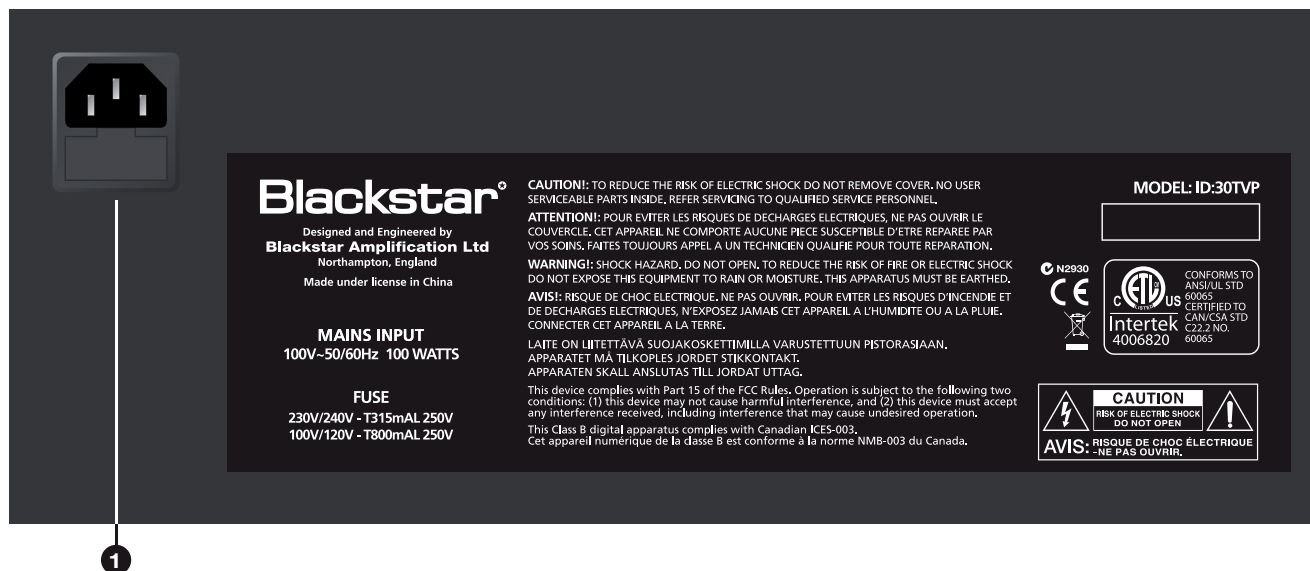 Blackstar
Designed and Engineered by
Blackstar Amplification Ltd
Northampton, England
Made under license in China
MAINS INPUT
100V~50/60Hz 100 WATTS
FUSE
230V/240V - T315mAL 250V
100V/120V - T800mAL 250V
CAUTION!: TO REDUCE THE RISK OF ELECTRIC SHOCK DO NOT REMOVE COVER. NO USER
SERVICEABLE PARTS INSIDE. REFER SERVICING TO QUALIFIED SERVICE PERSONNEL.
ATTENTION!: POUR EVITER LES RISQUES DE DECHARGES ELECTRIQUES, NE PAS OUVRIR LE
COUVERCLE. CET APPAREIL NE COMPORTE AUCUNE PIECE SUSCEPTIBLE D'ETRE REPAREE PAR
VOS SOINS. FAITES TOUJOURS APPEL A UN TECHNICIEN QUALIFIE POUR TOUTE REPARATION.
WARNING!: SHOCK HAZARD. DO NOT OPEN. TO REDUCE THE RISK OF FIRE OR ELECTRIC SHOCK
DO NOT EXPOSE THIS EQUIPMENT TO RAIN OR MOISTURE. THIS APPARATUS MUST BE EARTHED.
AVIS!: RISQUE DE CHOC ELECTRIQUE. NE PAS OUVRIR. POUR EVITER LES RISQUES D'INCENDIE ET
DE DECHARGES ELECTRIQUES, N'EXPOSEZ JAMAIS CET APPAREIL A L'HUMIDITE OU A LA PLUIE.
CONNECTER CET APPAREIL A LA TERRE.
LAITE ON LIITETTÄVÄ SUOJAKOSKETTIMILLA VARUSTETTUUN PISTORASIAAN.
APPARATET MÅ TILKOPLES JORDET STIKKONTAKT.
APPARATEN SKALL ANSLUTAS TILL JORDAT UTTAG.
This device complies with Part 15 of the FCC Rules. Operation is subject to the following two
conditions: (1) this device may not cause harmful interference, and (2) this device must accept
any interference received, including interference that may cause undesired operation.
This Class B digital apparatus complies with Canadian ICES-003.
Cet appareil numérique de la classe B est conforme à la norme NMB-003 du Canada.
MODEL: ID:30TVP
N2930
CE
C ETL US
LISTED
Intertek
4006820
CONFORMS TO
ANSI/UL STD
60065
CERTIFIED TO
CAN/CSA STD
C22.2 NO.
60065
CAUTION
RISK OF ELECTRIC SHOCK
DO NOT OPEN
AVIS: RISQUE DE CHOC ÉLECTRIQUE
-NE PAS OUVRIR.
1